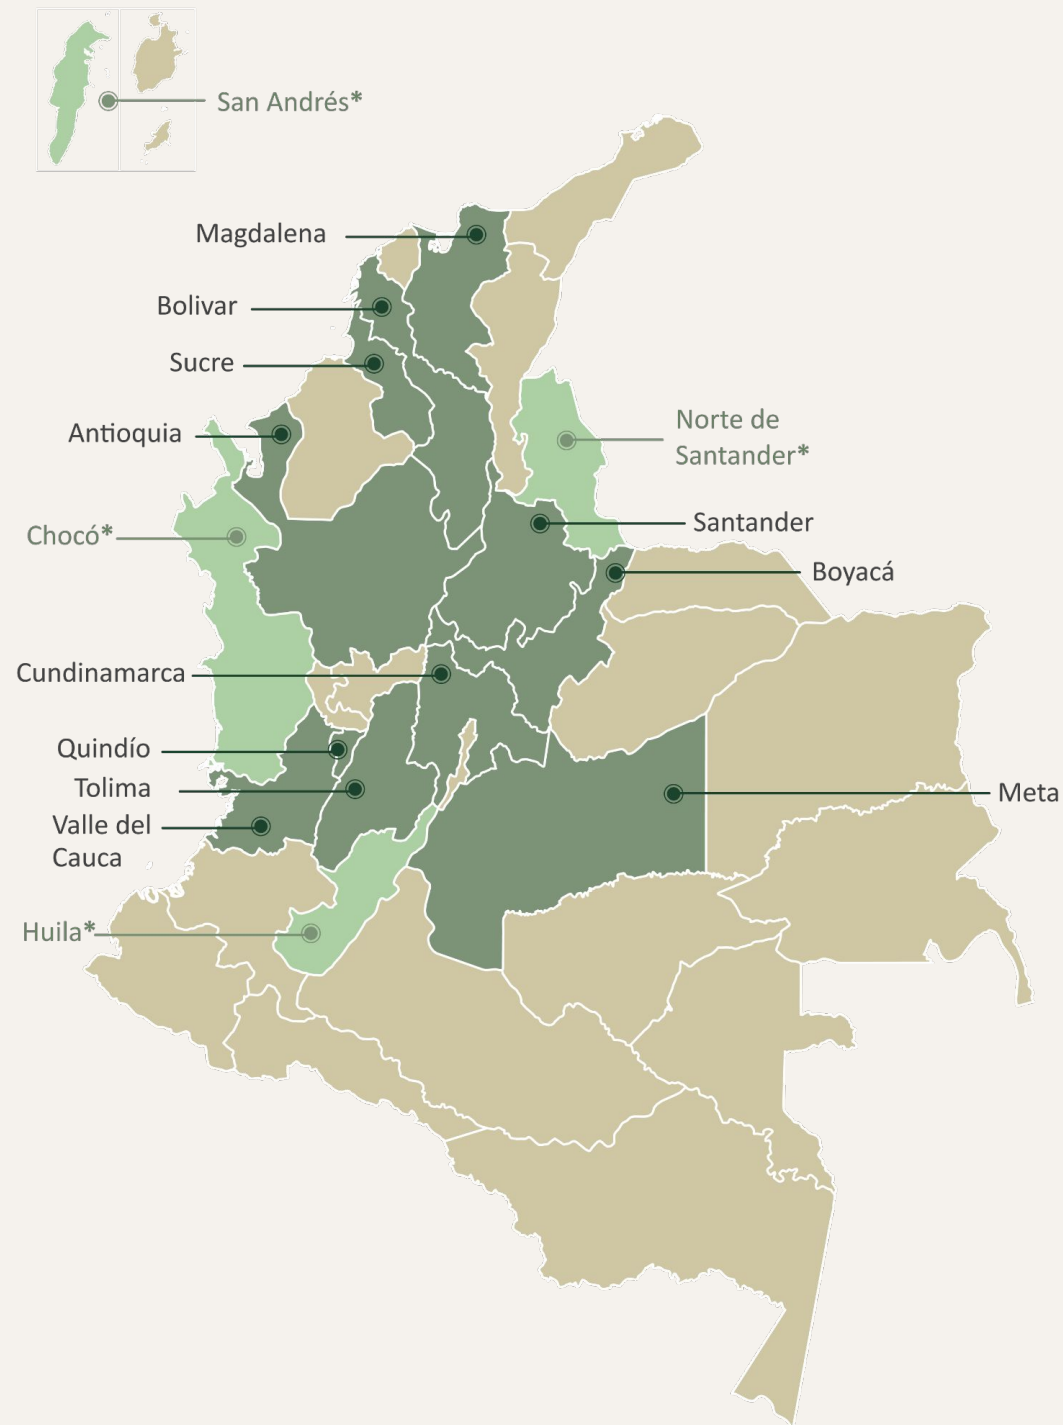 San Andrés*
Magdalena
Bolivar
Sucre
Antioquia
Norte de
Santander*
Santander
Chocó*
Boyacá
Cundinamarca
Quindío
Tolima
Meta
Valle del
Cauca
Huila*